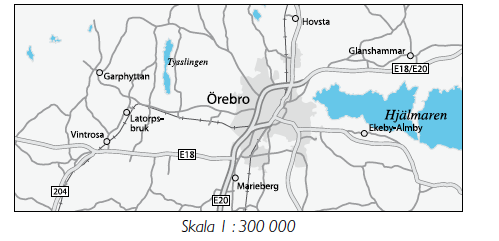 Hovsta
Glanshammar
Tysslingen
E18/E20
Garphyttan
Örebro
Hjälmaren
Latorps-
bruk
Ekeby-Almby
Vintrosa
E18
Marieberg
204
E20
Skala 1 : 300 000